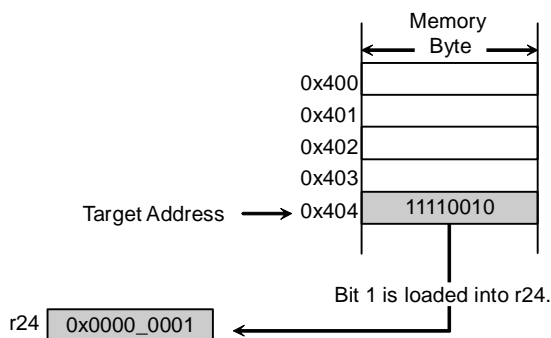 Memory
Byte
0x400
0x401
0x402
0x403
Target Address
0x404
11110010
Bit 1 is loaded into r24.
r24
0x0000_0001